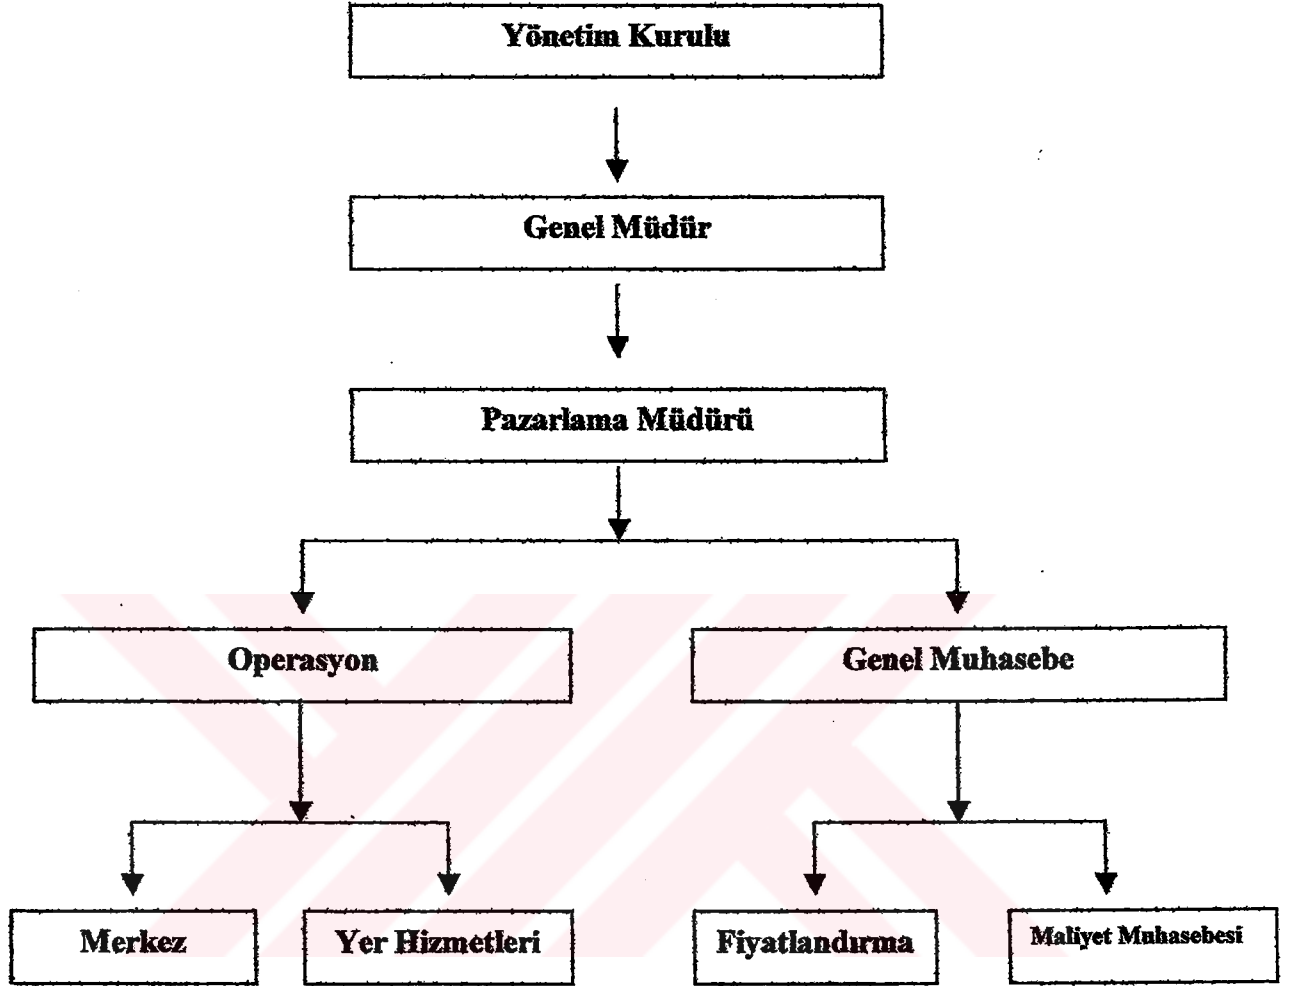 Yönetim Kurulu
Genel Müdür
Pazarlama Müdürü
Operasyon
Genel Muhasebe
Merkez
Yer Hizmetleri
Fiyatlandırma
Maliyet Muhasebesi